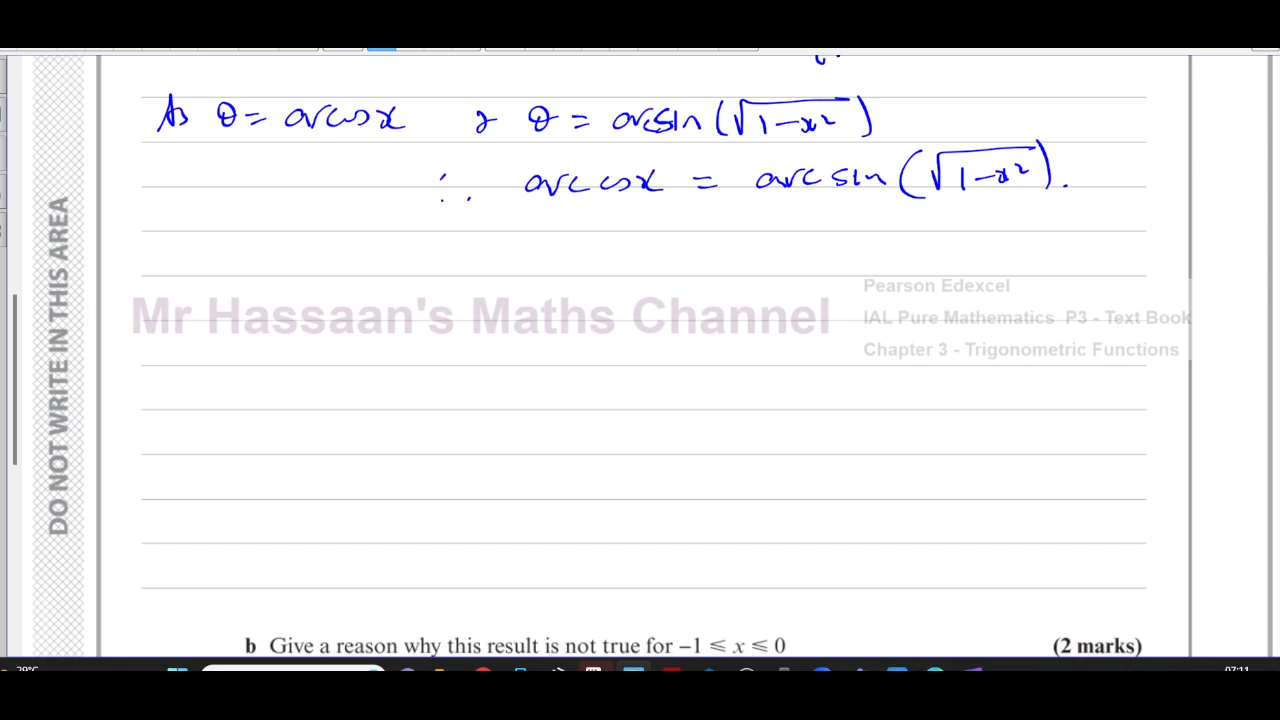 As θ = arccosx & θ = arcsin(√1-x²)
∴ arccosx = arcsin(√1-x²).
DO NOT WRITE IN THIS AREA
Mr Hassaan's Maths Channel
Pearson Edexcel
IAL Pure Mathematics P3 - Text Book
Chapter 3 - Trigonometric Functions
b Give a reason why this result is not true for −1 ⩽ x ⩽ 0 (2 marks)